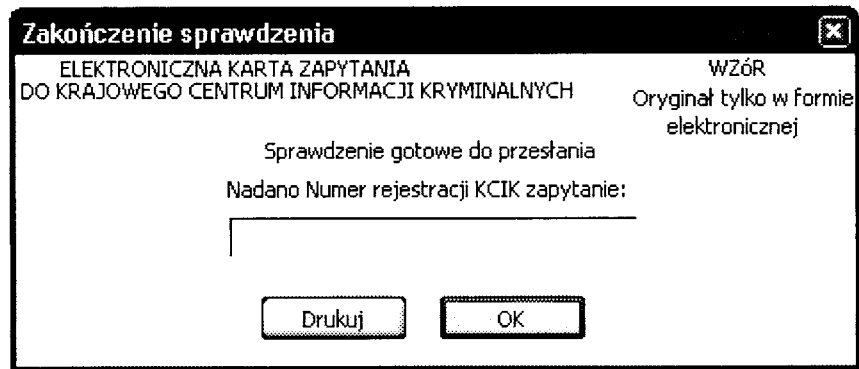 Zakończenie sprawdzenia
ELEKTRONICZNA KARTA ZAPYTANIA
DO KRAJOWEGO CENTRUM INFORMACJI KRYMINALNYCH
WZóR
Oryginał tylko w formie
elektronicznej
Sprawdzenie gotowe do przesłania
Nadano Numer rejestracji KCIK zapytanie:
Drukuj
OK